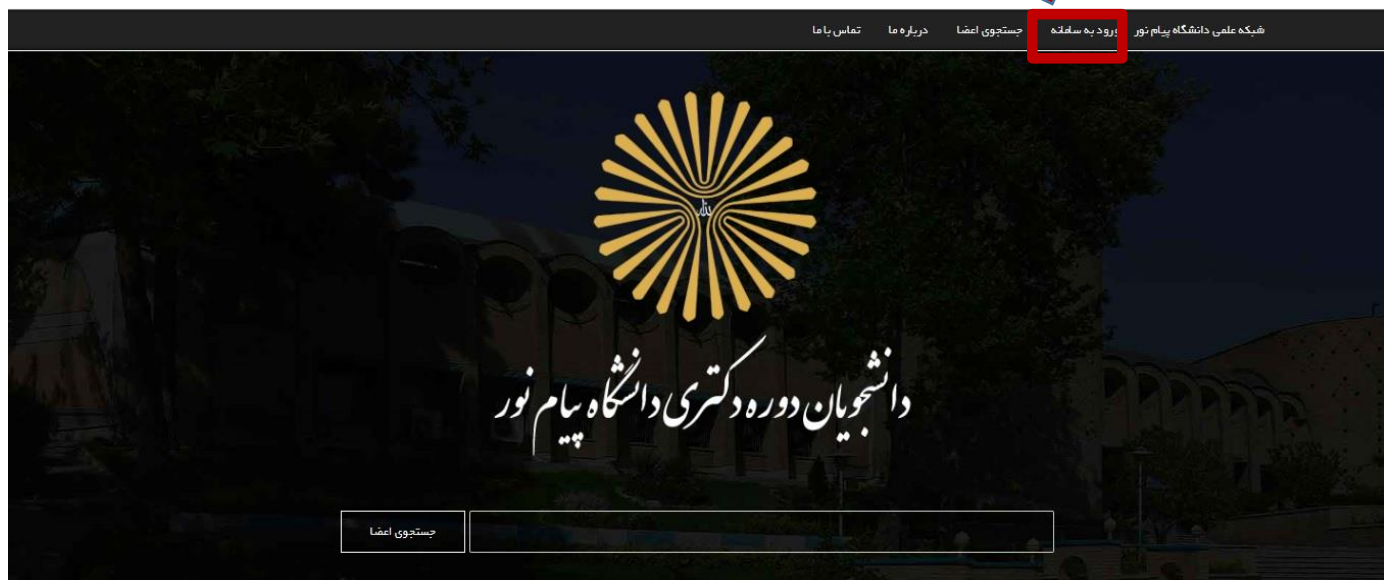 شبکه علمی دانشگاه پیام نور ورود به سامانه جستجوی اعضا درباره ما تماس با ما
دانشجویان دوره دکتری دانشگاه پیام نور
جستجوی اعضا